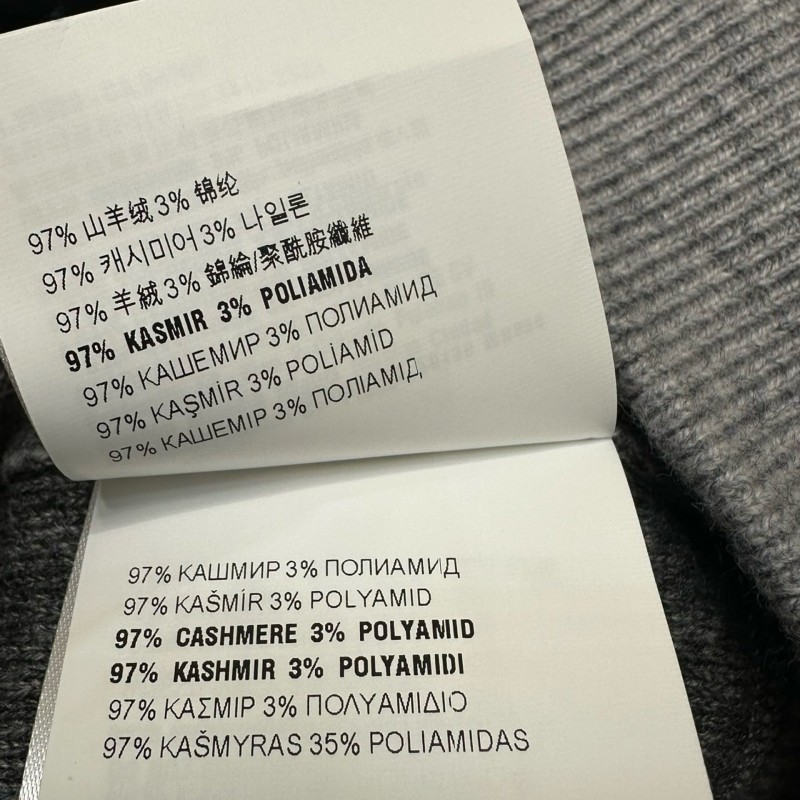 97% 山羊绒 3% 锦纶
97% 캐시미어 3% 나일론
97% 羊絨 3% 錦綸/聚酰胺纖維
97% KASMIR 3% POLIAMIDA
97% КАШЕМИР 3% ПОЛИАМИД
97% KAŞMİR 3% POLİAMİD
97% КАШЕМІР 3% ПОЛІАМІД
97% КАШМИР 3% ПОЛИАМИД
97% KAŠMÍR 3% POLYAMID
97% CASHMERE 3% POLYAMID
97% KASHMIR 3% POLYAMIDI
97% ΚΑΣΜΙΡ 3% ΠΟΛΥΑΜΙΔΙΟ
97% KAŠMYRAS 35% POLIAMIDAS